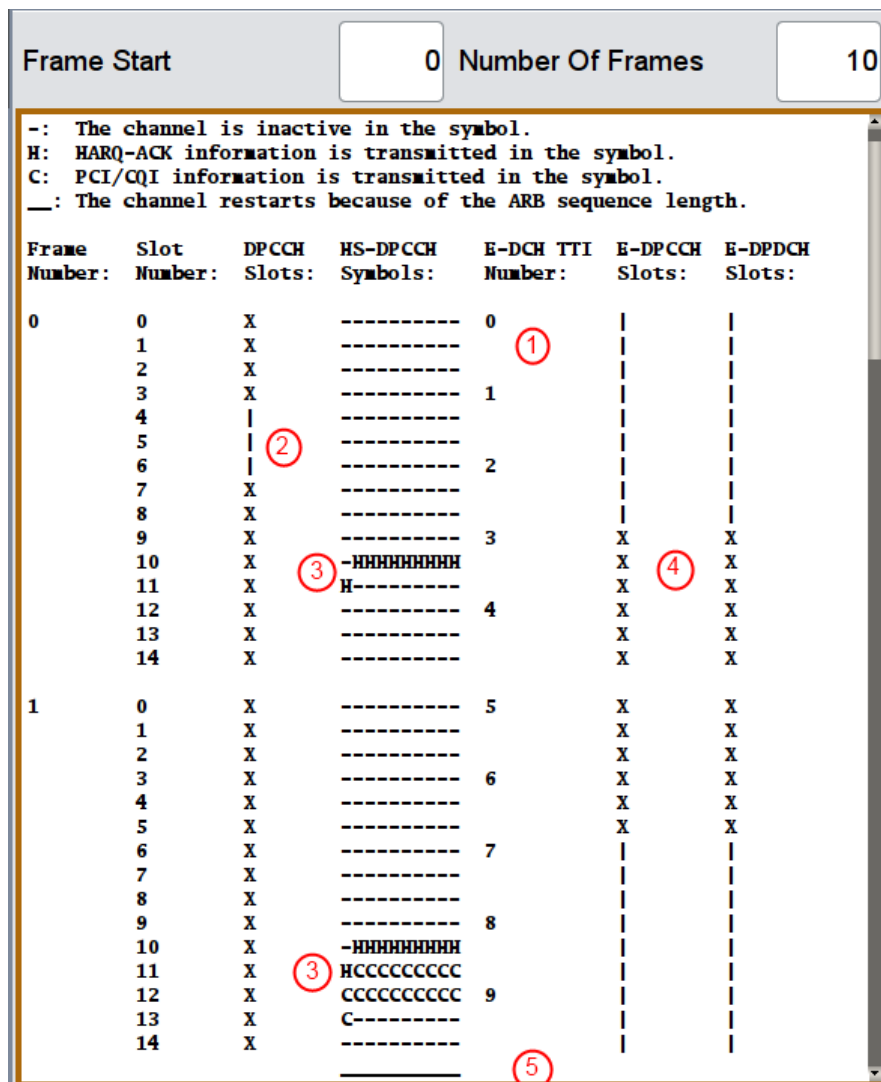 Frame Start 0 Number Of Frames 10
-: The channel is inactive in the symbol.
H: HARQ-ACK information is transmitted in the symbol.
C: PCI/CQI information is transmitted in the symbol.
__: The channel restarts because of the ARB sequence length.
Frame Slot DPCCH HS-DPCCH E-DCH TTI E-DPCCH E-DPDCH
Number: Number: Slots: Symbols: Number: Slots: Slots:
0 0 X ---------- 0 | |
1 X ---------- 1 | |
2 X ---------- | |
3 X ---------- 1 | |
4 | ---------- | |
5 | 2 ---------- | |
6 | ---------- 2 | |
7 X ---------- | |
8 X ---------- | |
9 X ---------- 3 X X
10 X 3 -HHHHHHHHH X 4 X
11 X H--------- X X
12 X ---------- 4 X X
13 X ---------- X X
14 X ---------- X X
1 0 X ---------- 5 X X
1 X ---------- X X
2 X ---------- X X
3 X ---------- 6 X X
4 X ---------- X X
5 X ---------- X X
6 X ---------- 7 | |
7 X ---------- | |
8 X ---------- | |
9 X ---------- 8 | |
10 X -HHHHHHHHH | |
11 X 3 HCCCCCCCCC | |
12 X CCCCCCCCCC 9 | |
13 X C--------- | |
14 X ---------- | |
__________ 5